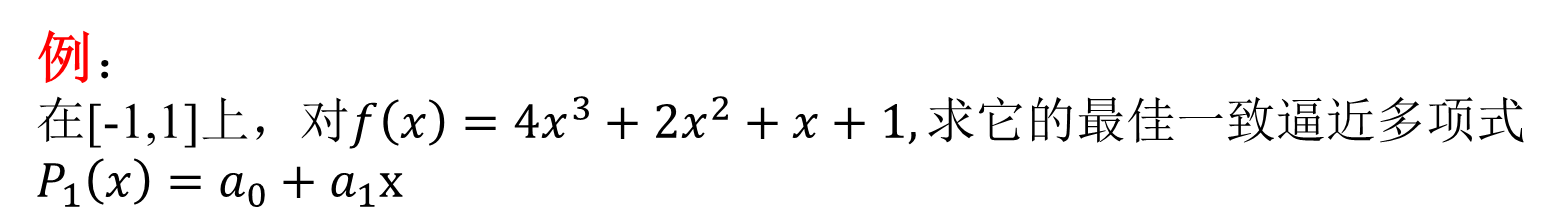 例：
在[-1,1]上，对𝑓(𝑥) = 4𝑥³ + 2𝑥² + 𝑥 + 1,求它的最佳一致逼近多项式
𝑃₁(𝑥) = 𝑎₀ + 𝑎₁x